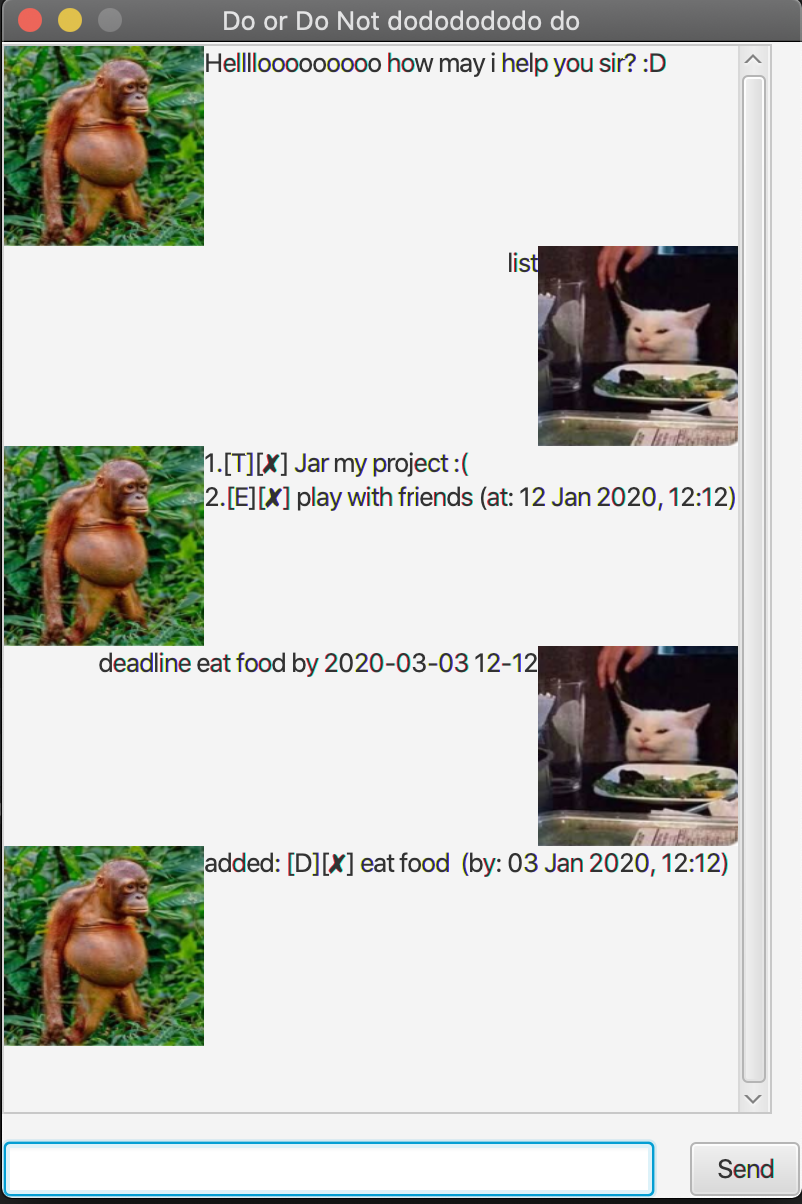 Do or Do Not dodododododo do
Helllloooooooooo how may i help you sir? :D
list
1.[T][✘] Jar my project :(
2.[E][✘] play with friends (at: 12 Jan 2020, 12:12)
deadline eat food by 2020-03-03 12-12
added: [D][✘] eat food  (by: 03 Jan 2020, 12:12)
Send